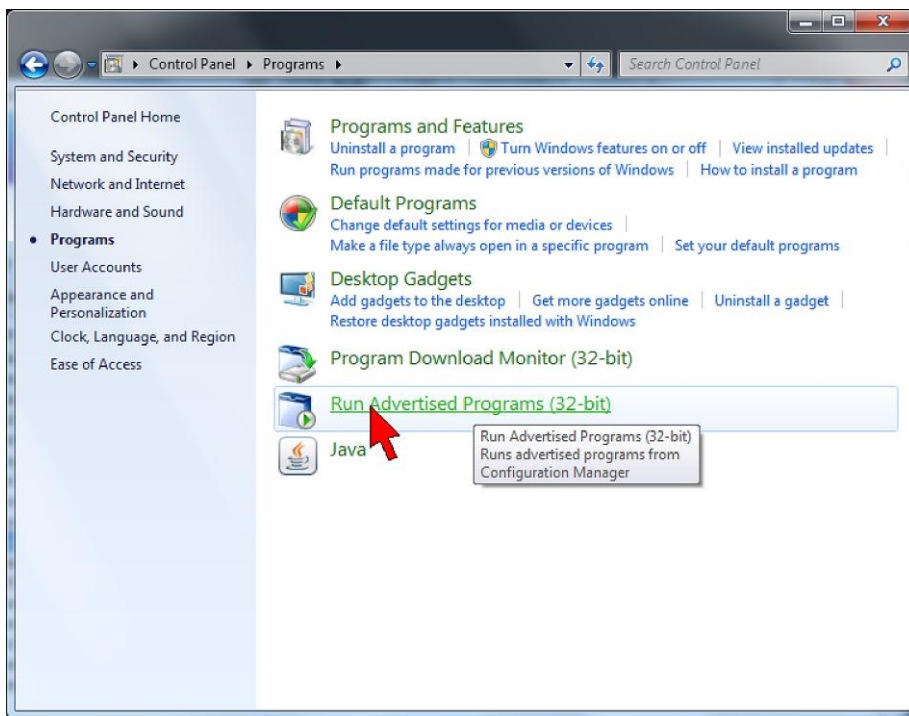 Control Panel Programs
Search Control Panel
Control Panel Home
System and Security
Network and Internet
Hardware and Sound
Programs
User Accounts
Appearance and
Personalization
Clock, Language, and Region
Ease of Access
Programs and Features
Uninstall a program Turn Windows features on or off View installed updates
Run programs made for previous versions of Windows How to install a program
Default Programs
Change default settings for media or devices
Make a file type always open in a specific program Set your default programs
Desktop Gadgets
Add gadgets to the desktop Get more gadgets online Uninstall a gadget
Restore desktop gadgets installed with Windows
Program Download Monitor (32-bit)
Run Advertised Programs (32-bit)
Java
Run Advertised Programs (32-bit)
Runs advertised programs from
Configuration Manager